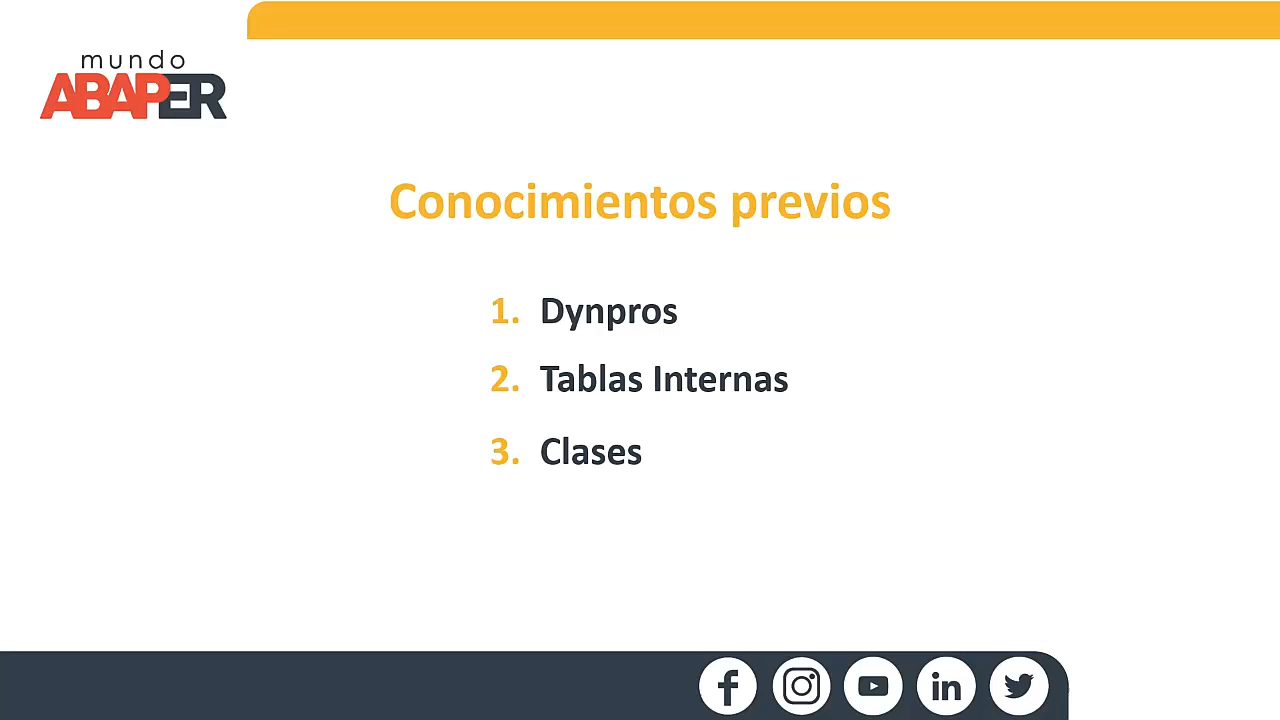 mundo
ABAPER
Conocimientos previos
1. Dynpros
2. Tablas Internas
3. Clases